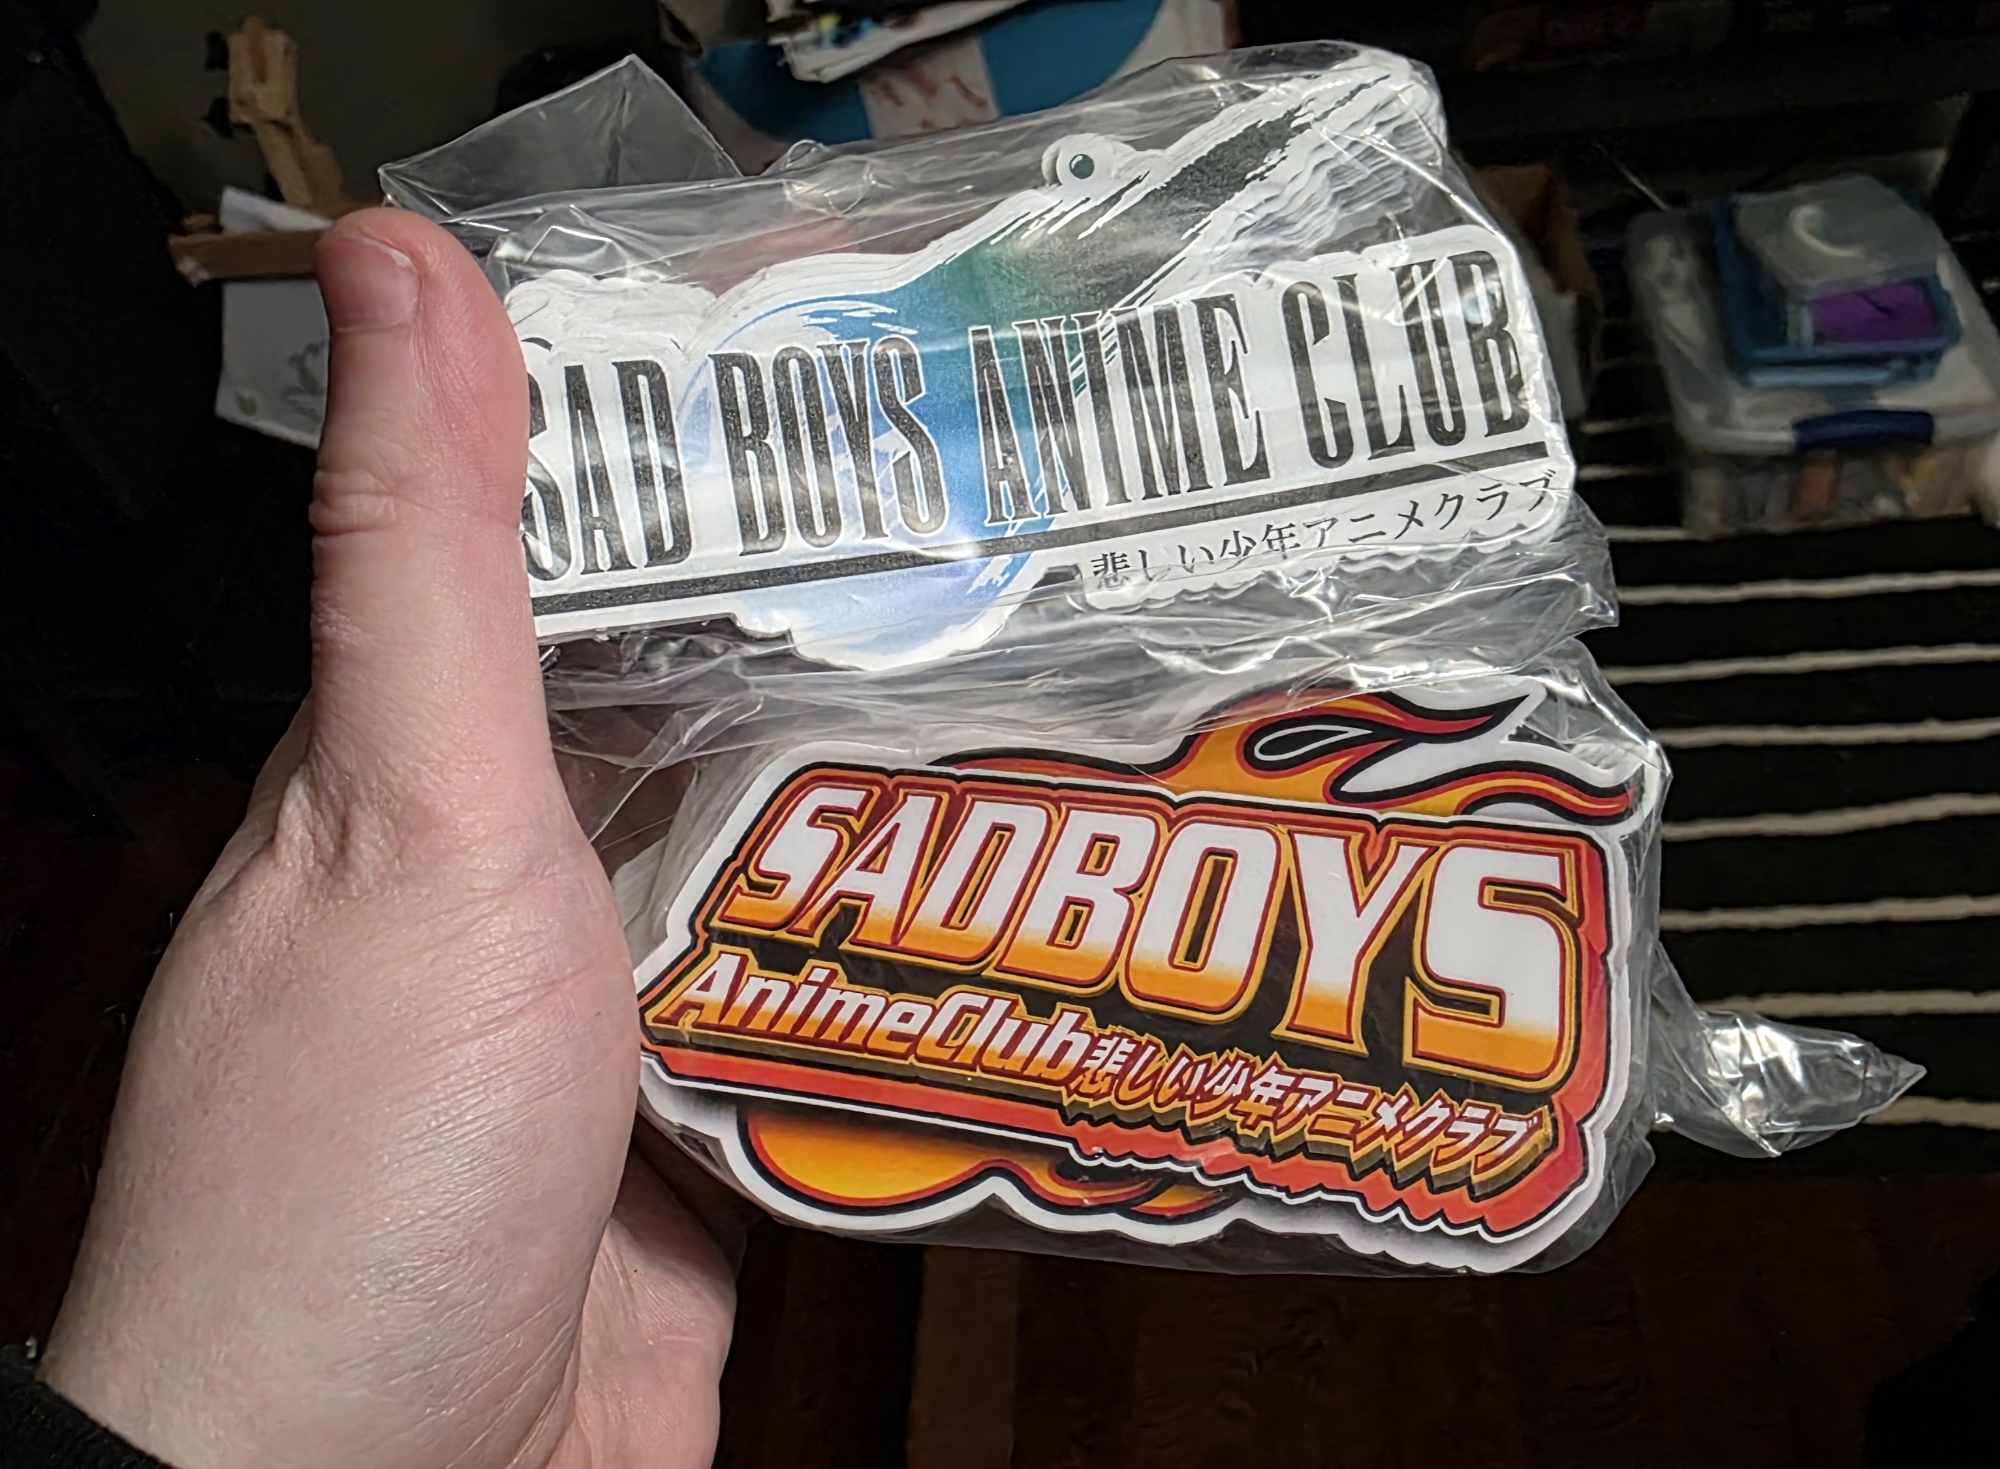 SAD BOYS ANIME CLUB
悲しい少年アニメクラブ
SADBOYS
AnimeClub悲しい少年アニメクラブ